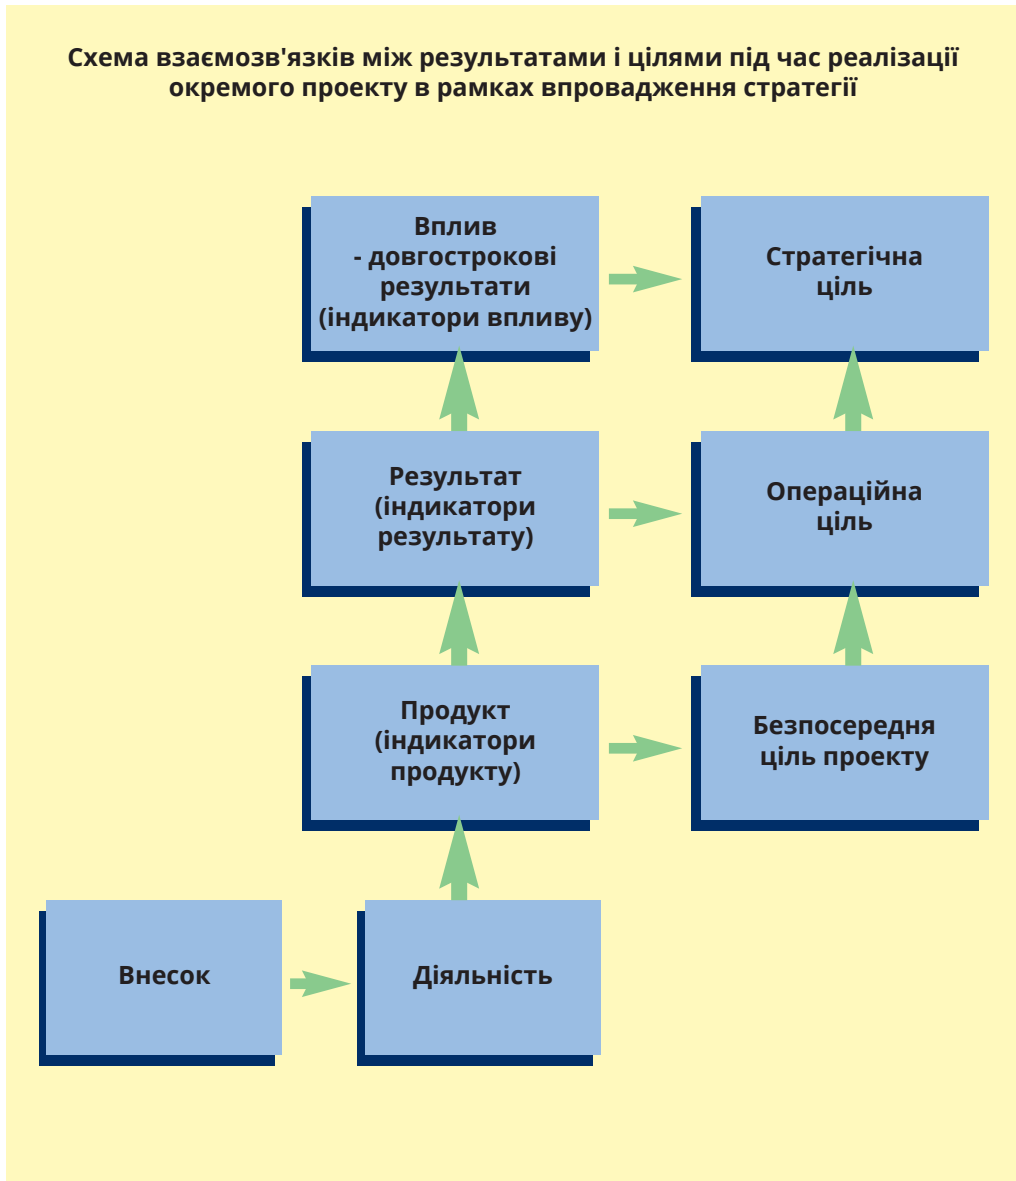 Схема взаємозв'язків між результатами і цілями під час реалізації
окремого проекту в рамках впровадження стратегії
Вплив
- довгострокові
результати
(індикатори впливу)
Стратегічна
ціль
Результат
(індикатори
результату)
Операційна
ціль
Продукт
(індикатори
продукту)
Безпосередня
ціль проекту
Внесок
Діяльність